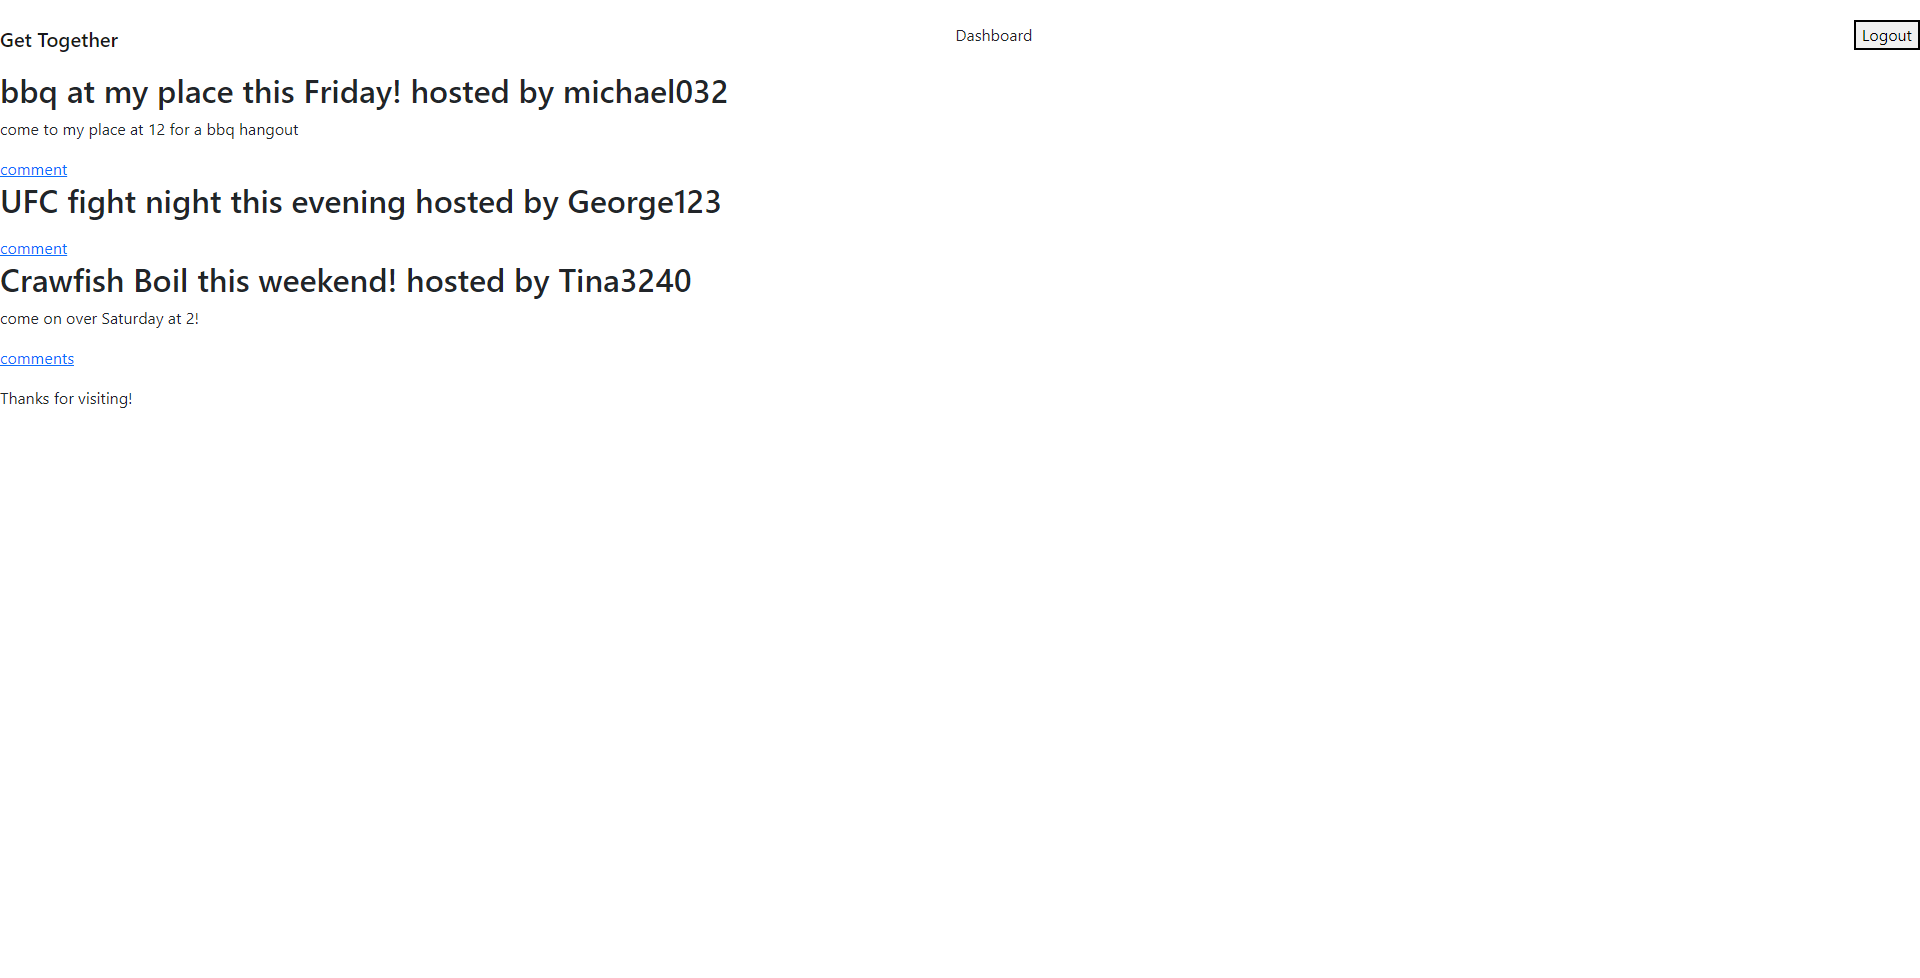 Get Together
Dashboard
Logout
bbq at my place this Friday! hosted by michael032
come to my place at 12 for a bbq hangout
comment
UFC fight night this evening hosted by George123
comment
Crawfish Boil this weekend! hosted by Tina3240
come on over Saturday at 2!
comments
Thanks for visiting!